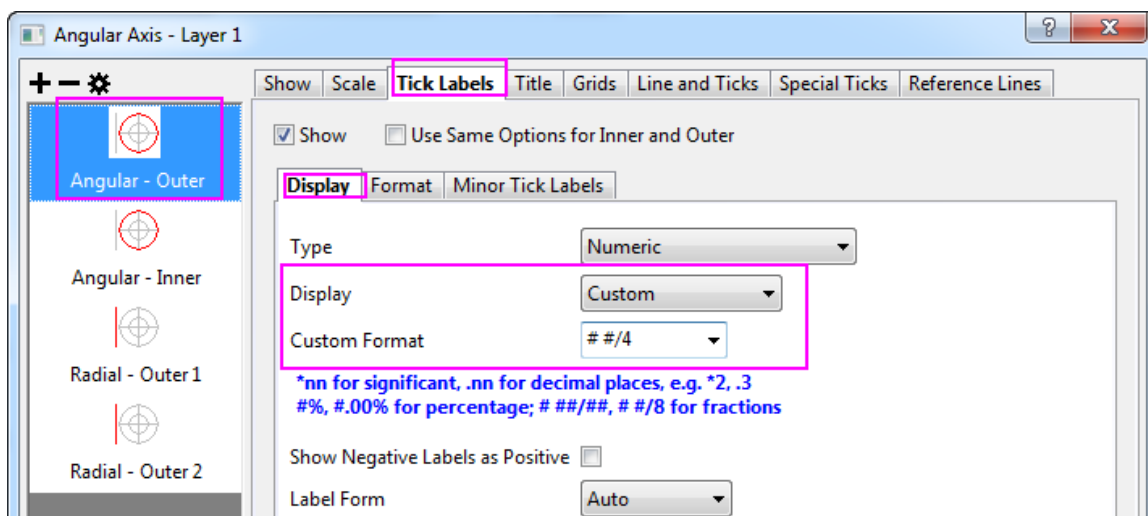 Angular Axis - Layer 1
Show Scale Tick Labels Title Grids Line and Ticks Special Ticks Reference Lines
Angular - Outer
Angular - Inner
Radial - Outer 1
Radial - Outer 2
Show Use Same Options for Inner and Outer
Display Format Minor Tick Labels
Type Numeric
Display Custom
Custom Format # #/4
*nn for significant, .nn for decimal places, e.g. *2, .3
#%, #.00% for percentage; # ##/##, # #/8 for fractions
Show Negative Labels as Positive
Label Form Auto